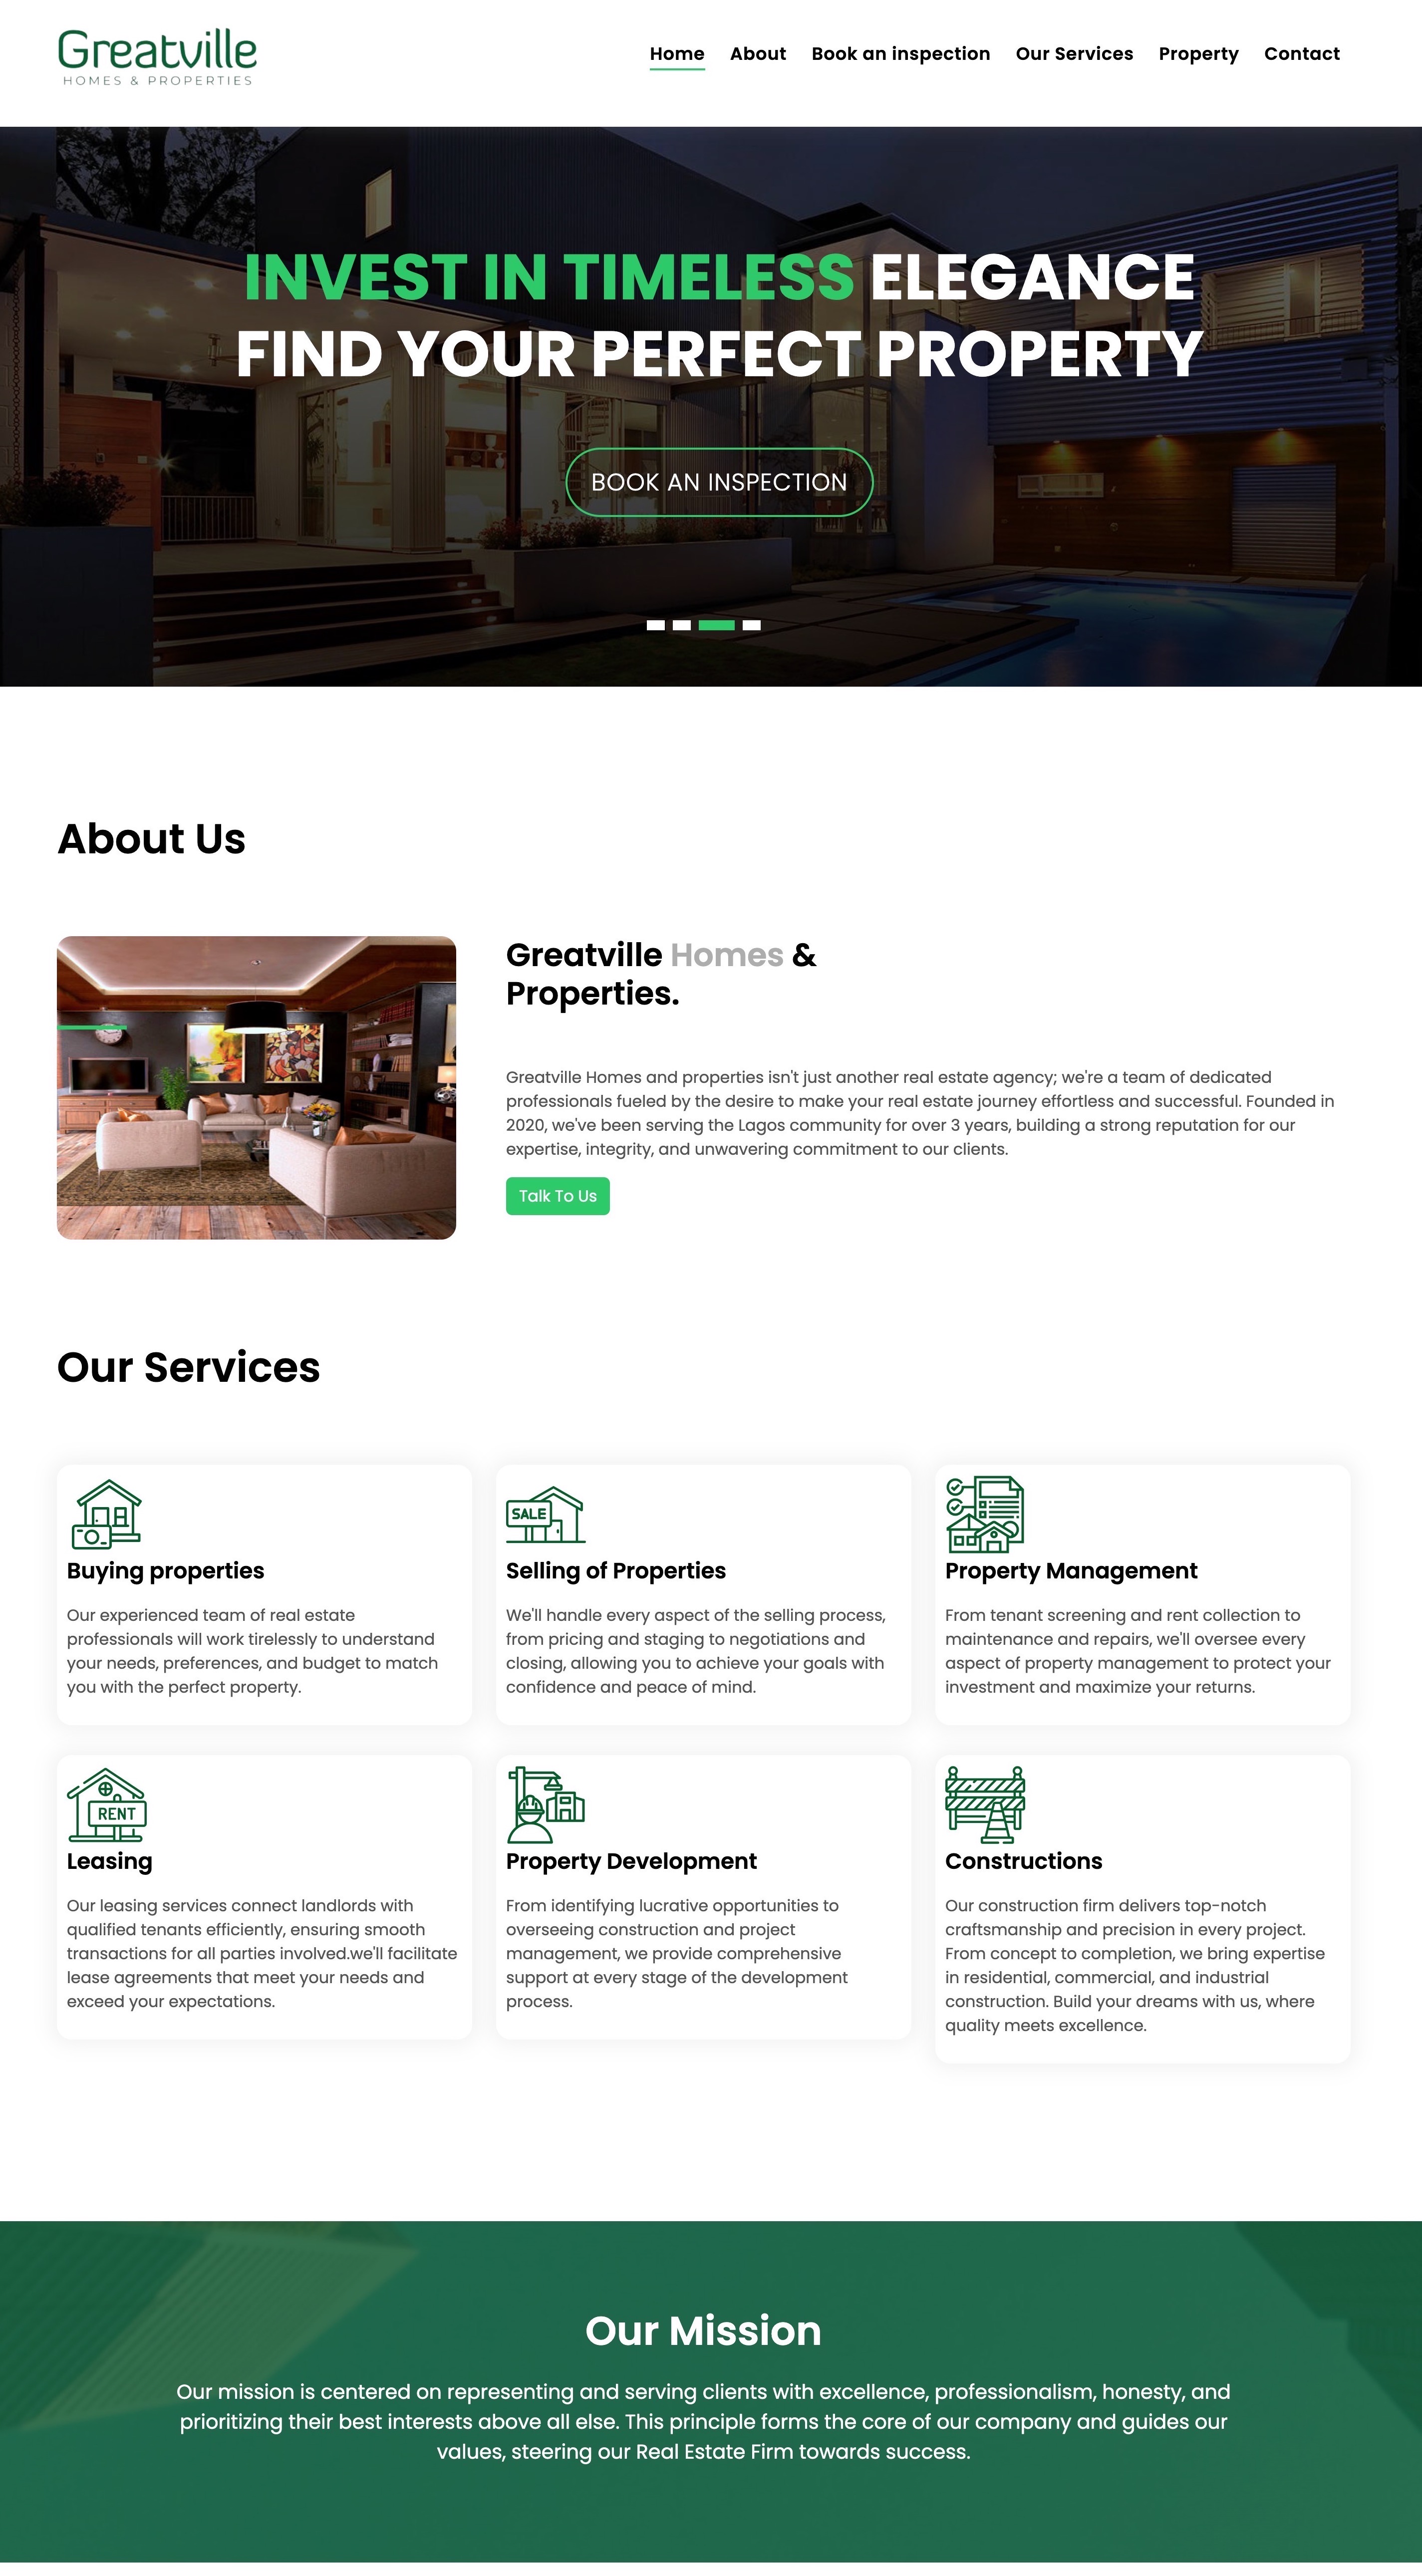 Greatville
HOMES & PROPERTIES
Home About Book an inspection Our Services Property Contact
INVEST IN TIMELESS ELEGANCE
FIND YOUR PERFECT PROPERTY
BOOK AN INSPECTION
About Us
Greatville Homes &
Properties.
Greatville Homes and properties isn't just another real estate agency; we're a team of dedicated
professionals fueled by the desire to make your real estate journey effortless and successful. Founded in
2020, we've been serving the Lagos community for over 3 years, building a strong reputation for our
expertise, integrity, and unwavering commitment to our clients.
Talk To Us
Our Services
Buying properties
Our experienced team of real estate
professionals will work tirelessly to understand
your needs, preferences, and budget to match
you with the perfect property.
SALE
Selling of Properties
We'll handle every aspect of the selling process,
from pricing and staging to negotiations and
closing, allowing you to achieve your goals with
confidence and peace of mind.
Property Management
From tenant screening and rent collection to
maintenance and repairs, we'll oversee every
aspect of property management to protect your
investment and maximize your returns.
RENT
Leasing
Our leasing services connect landlords with
qualified tenants efficiently, ensuring smooth
transactions for all parties involved.we'll facilitate
lease agreements that meet your needs and
exceed your expectations.
Property Development
From identifying lucrative opportunities to
overseeing construction and project
management, we provide comprehensive
support at every stage of the development
process.
Constructions
Our construction firm delivers top-notch
craftsmanship and precision in every project.
From concept to completion, we bring expertise
in residential, commercial, and industrial
construction. Build your dreams with us, where
quality meets excellence.
Our Mission
Our mission is centered on representing and serving clients with excellence, professionalism, honesty, and
prioritizing their best interests above all else. This principle forms the core of our company and guides our
values, steering our Real Estate Firm towards success.